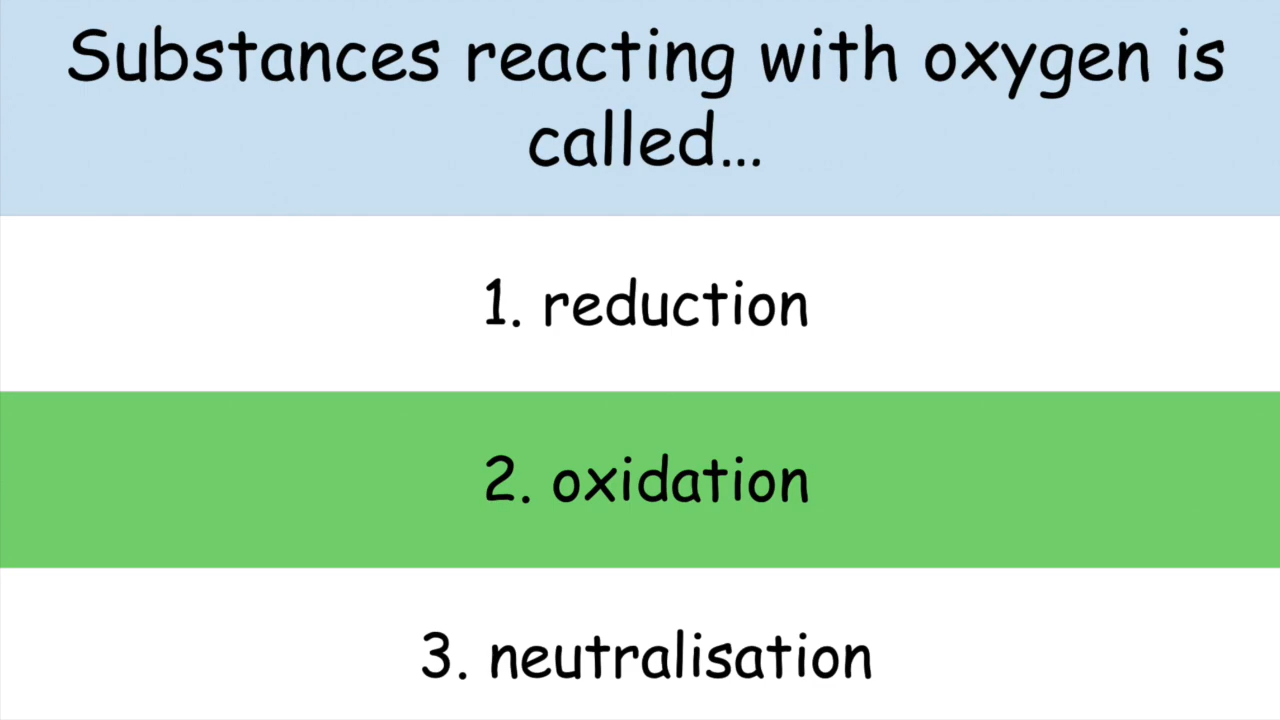 Substances reacting with oxygen is
called...
1. reduction
2. oxidation
3. neutralisation